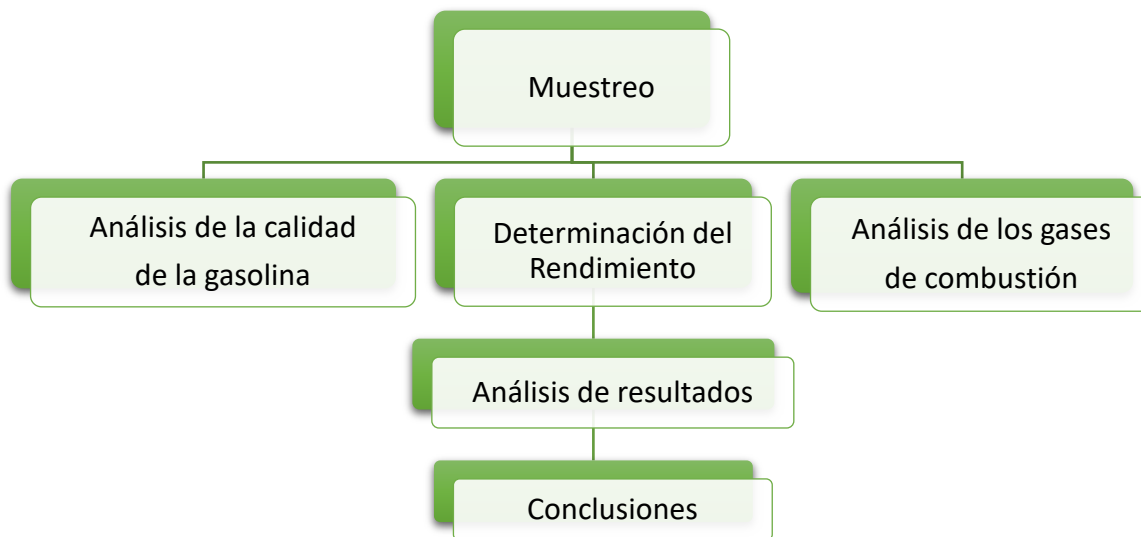 Muestreo
Análisis de la calidad
de la gasolina
Determinación del
Rendimiento
Análisis de los gases
de combustión
Análisis de resultados
Conclusiones